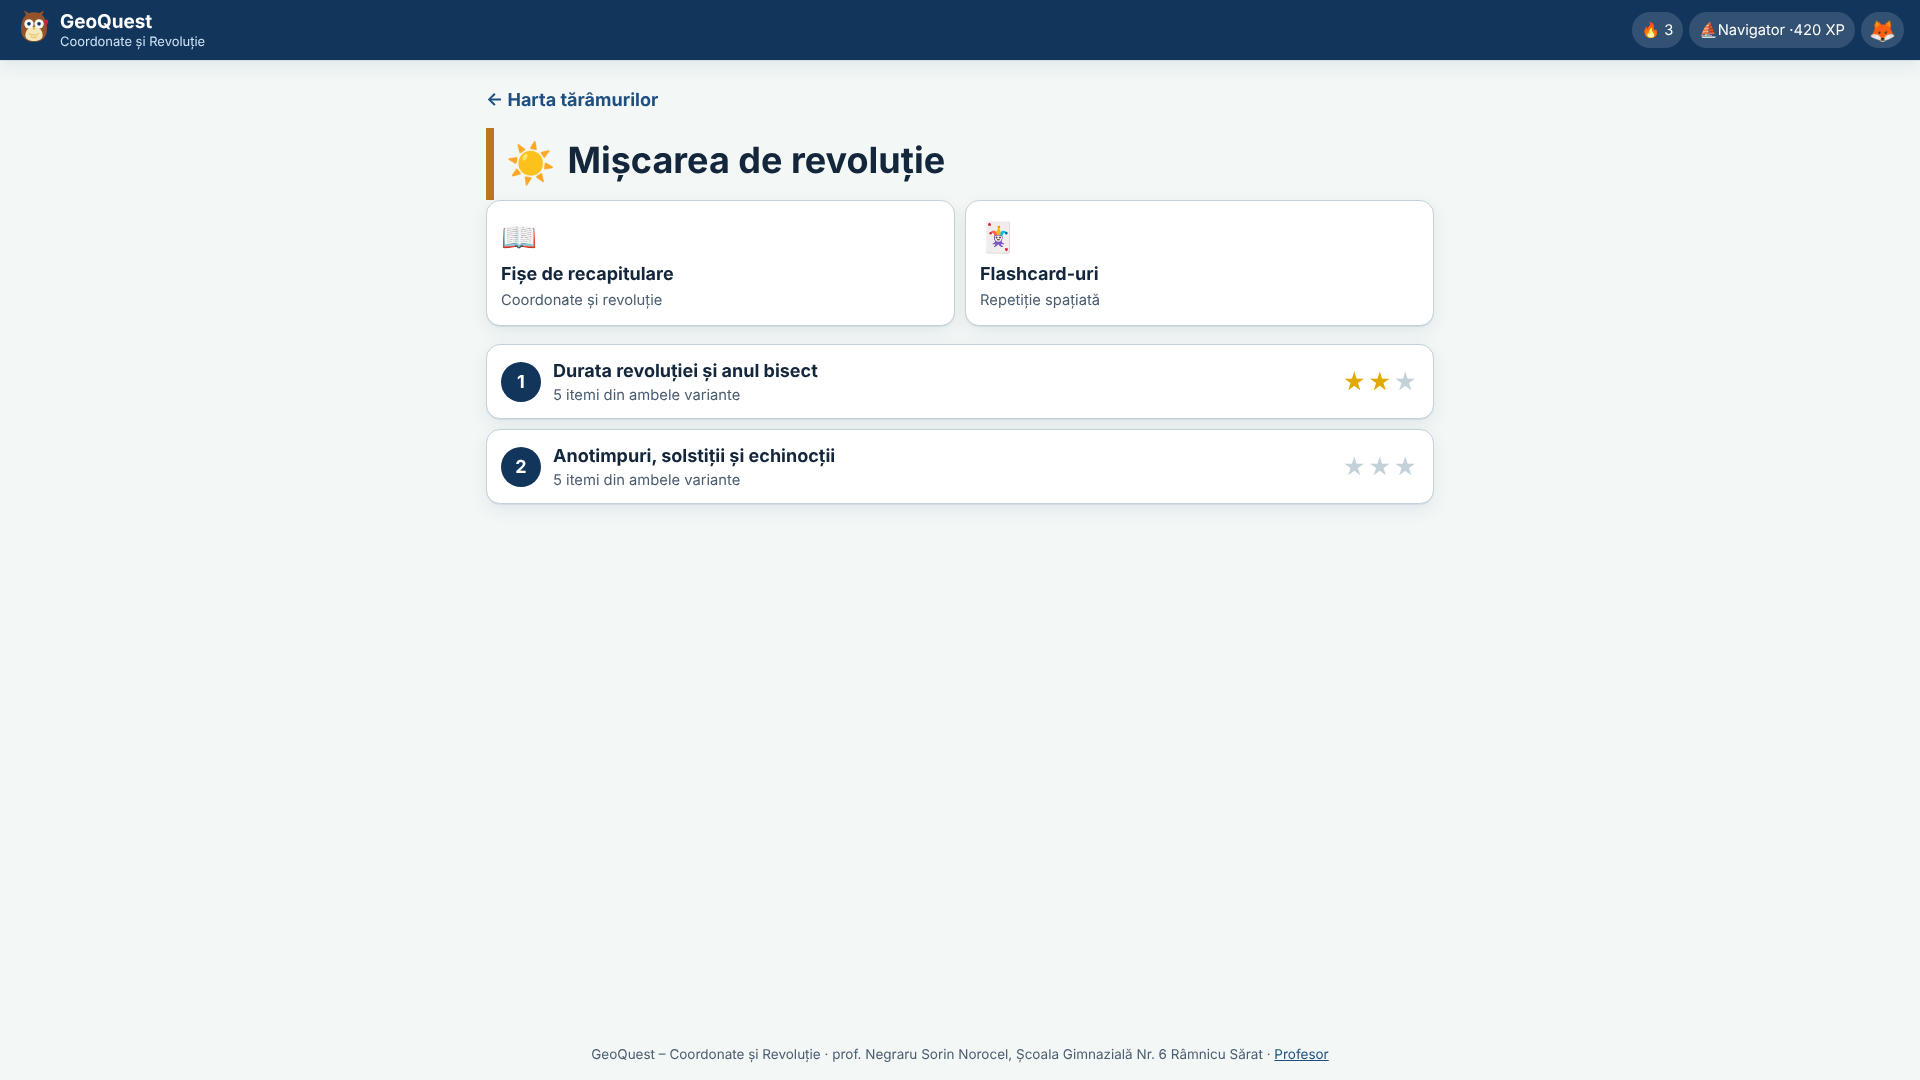 GeoQuest
Coordonate și Revoluție
🔥 3
⛵Navigator ·420 XP
← Harta tărâmurilor
Mișcarea de revoluție
Fișe de recapitulare
Coordonate și revoluție
Flashcard-uri
Repetiție spațiată
1
Durata revoluției și anul bisect
5 itemi din ambele variante
★★★
2
Anotimpuri, solstiții și echinocții
5 itemi din ambele variante
★★★
GeoQuest – Coordonate și Revoluție · prof. Negraru Sorin Norocel, Școala Gimnazială Nr. 6 Râmnicu Sărat · Profesor